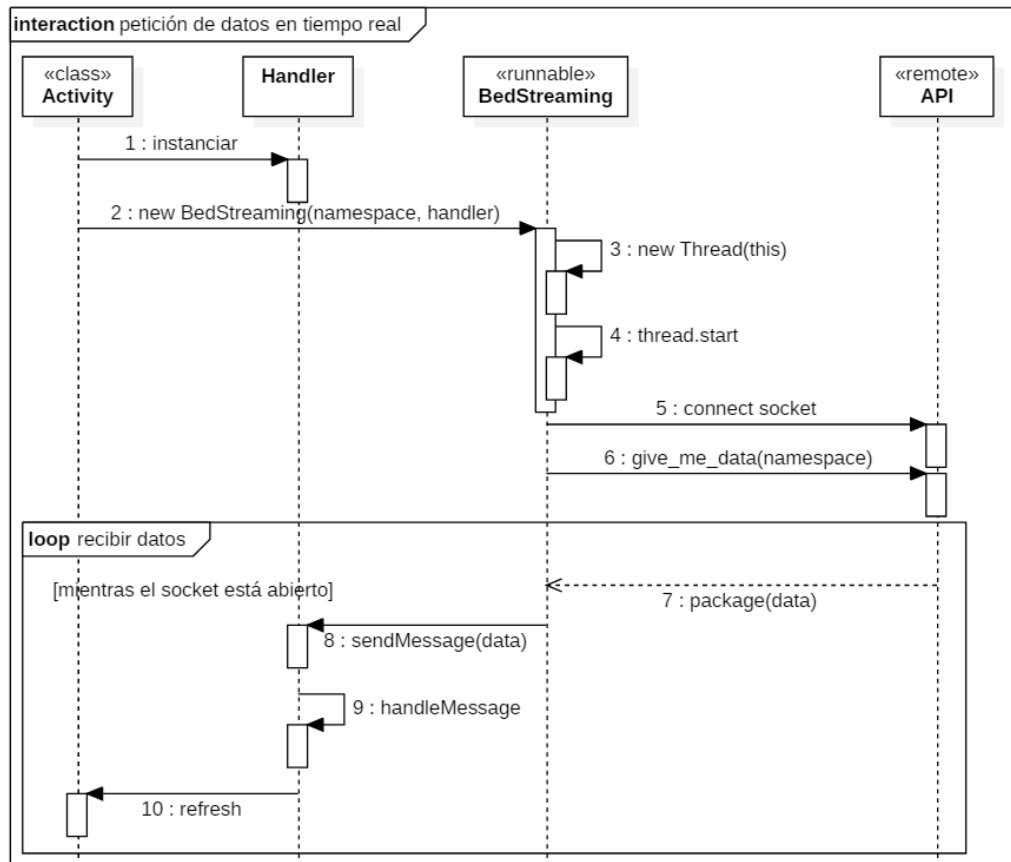 interaction petición de datos en tiempo real
«class»
Activity
Handler
«runnable»
BedStreaming
«remote»
API
1 : instanciar
2 : new BedStreaming(namespace, handler)
3 : new Thread(this)
4 : thread.start
5 : connect socket
6 : give_me_data(namespace)
loop recibir datos
[mientras el socket está abierto]
7 : package(data)
8 : sendMessage(data)
9 : handleMessage
10 : refresh